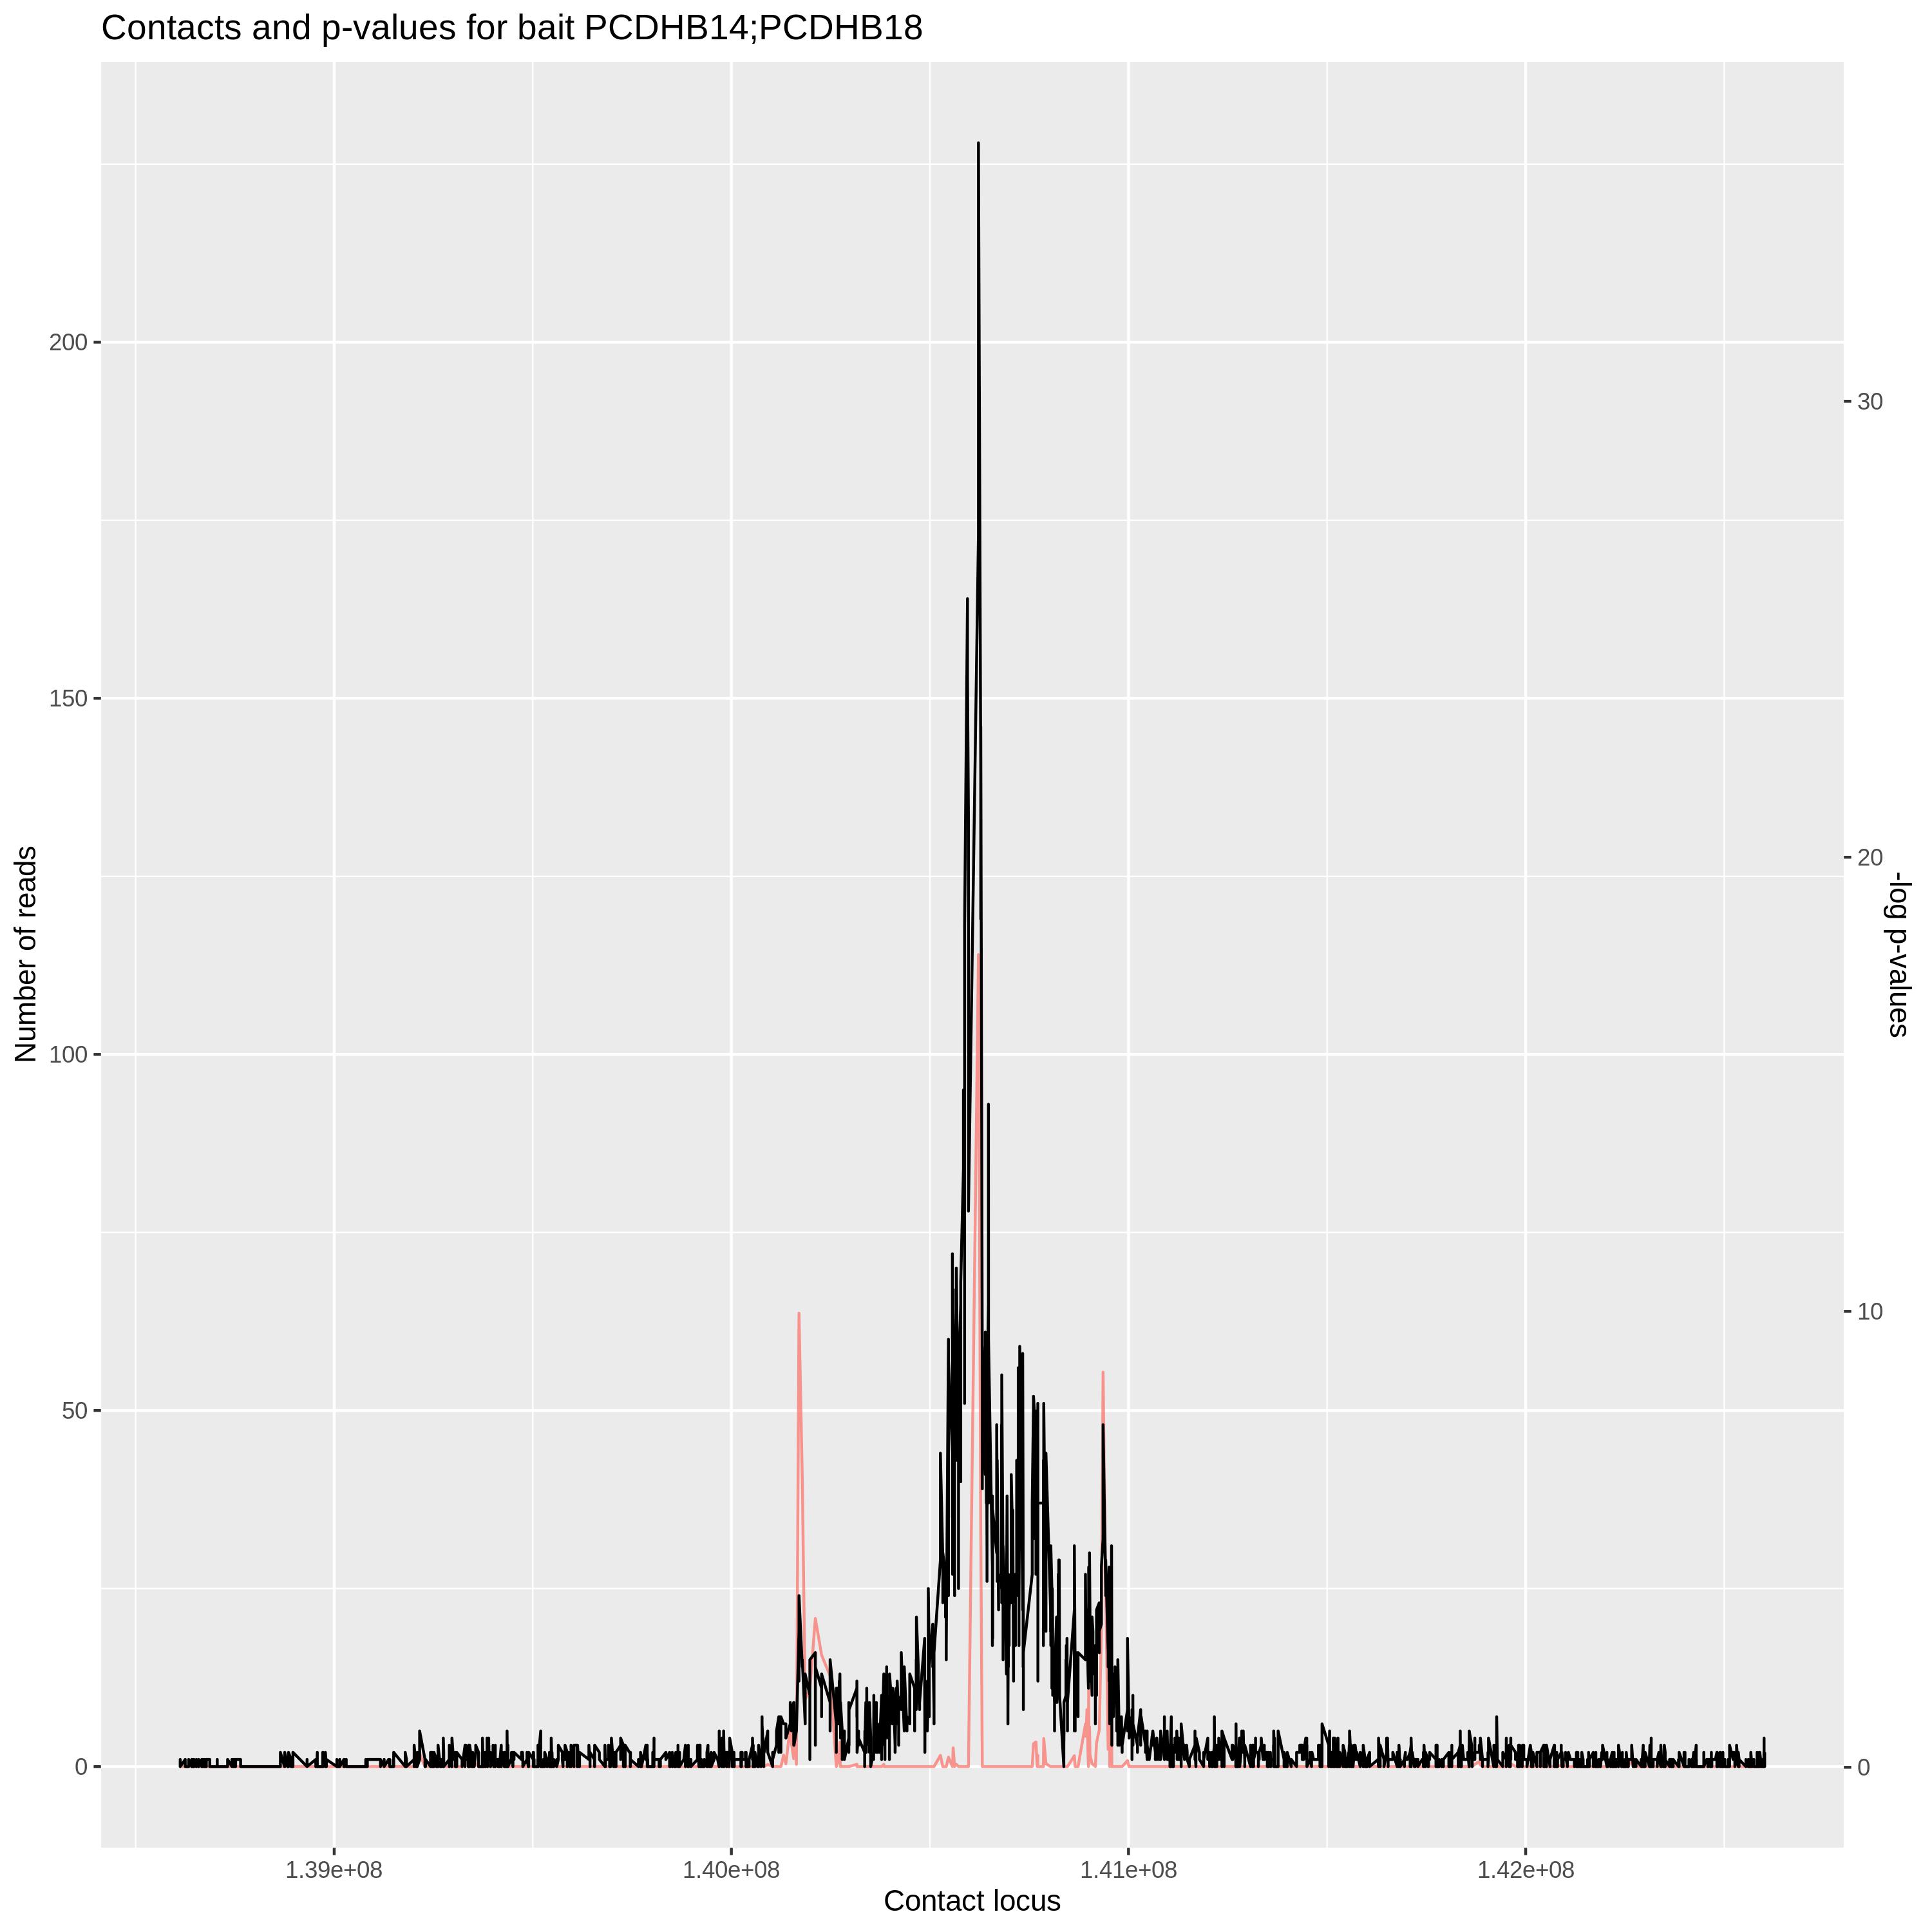 Contacts and p-values for bait PCDHB14;PCDHB18
Number of reads
200
150
100
50
0
30
20
10
0
-log p-values
1.39e+08
1.40e+08
1.41e+08
1.42e+08
Contact locus